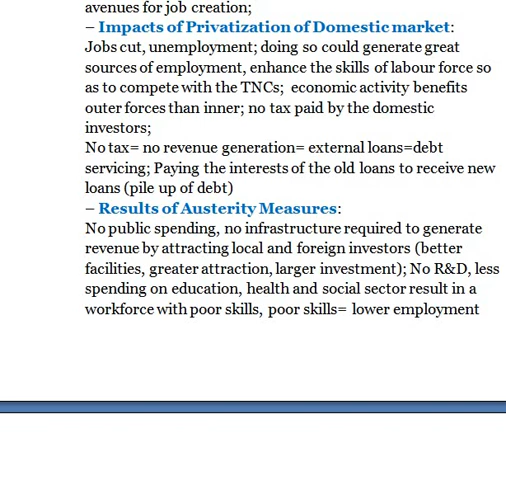 avenues for job creation;
– Impacts of Privatization of Domestic market:
Jobs cut, unemployment; doing so could generate great
sources of employment, enhance the skills of labour force so
as to compete with the TNCs; economic activity benefits
outer forces than inner; no tax paid by the domestic
investors;
No tax= no revenue generation= external loans=debt
servicing; Paying the interests of the old loans to receive new
loans (pile up of debt)
– Results of Austerity Measures:
No public spending, no infrastructure required to generate
revenue by attracting local and foreign investors (better
facilities, greater attraction, larger investment); No R&D, less
spending on education, health and social sector result in a
workforce with poor skills, poor skills= lower employment